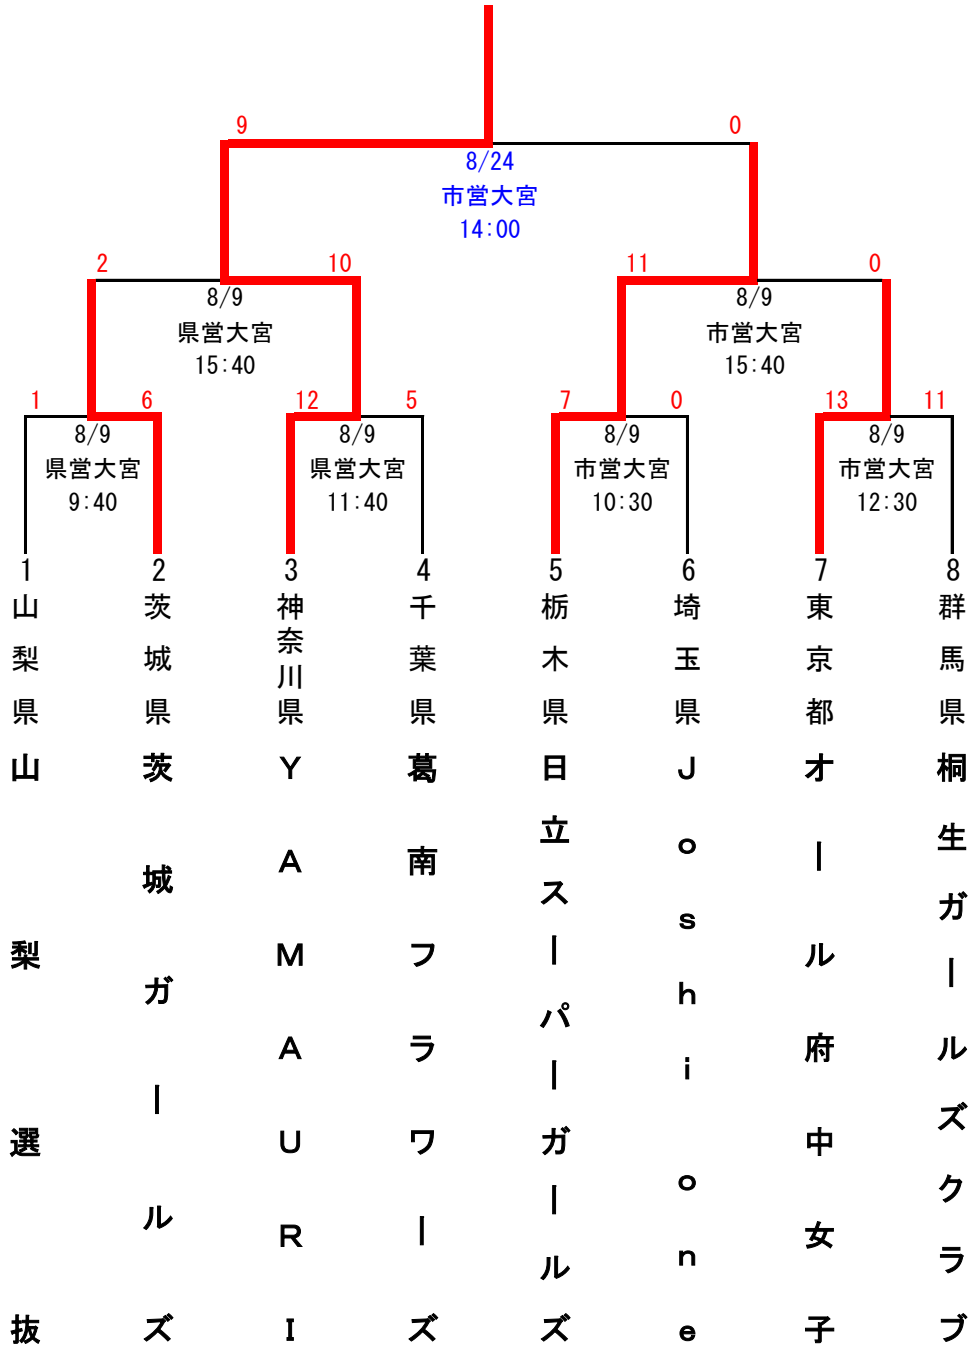 9 0
8/24
市営大宮
14:00
2 10 11 0
8/9 8/9
県営大宮 市営大宮
15:40 15:40
1 6 12 5 7 0 13 11
8/9 8/9 8/9 8/9
県営大宮 県営大宮 市営大宮 市営大宮
9:40 11:40 10:30 12:30
1 2 3 4 5 6 7 8
山梨県
茨城県
神奈川県
千葉県
栃木県
埼玉県
東京都
群馬県
山梨選抜
茨城ガールズ
YAMAURI
葛南フラワーズ
日立スーパーガールズ
Joshi one
オール府中女子
桐生ガールズクラブ